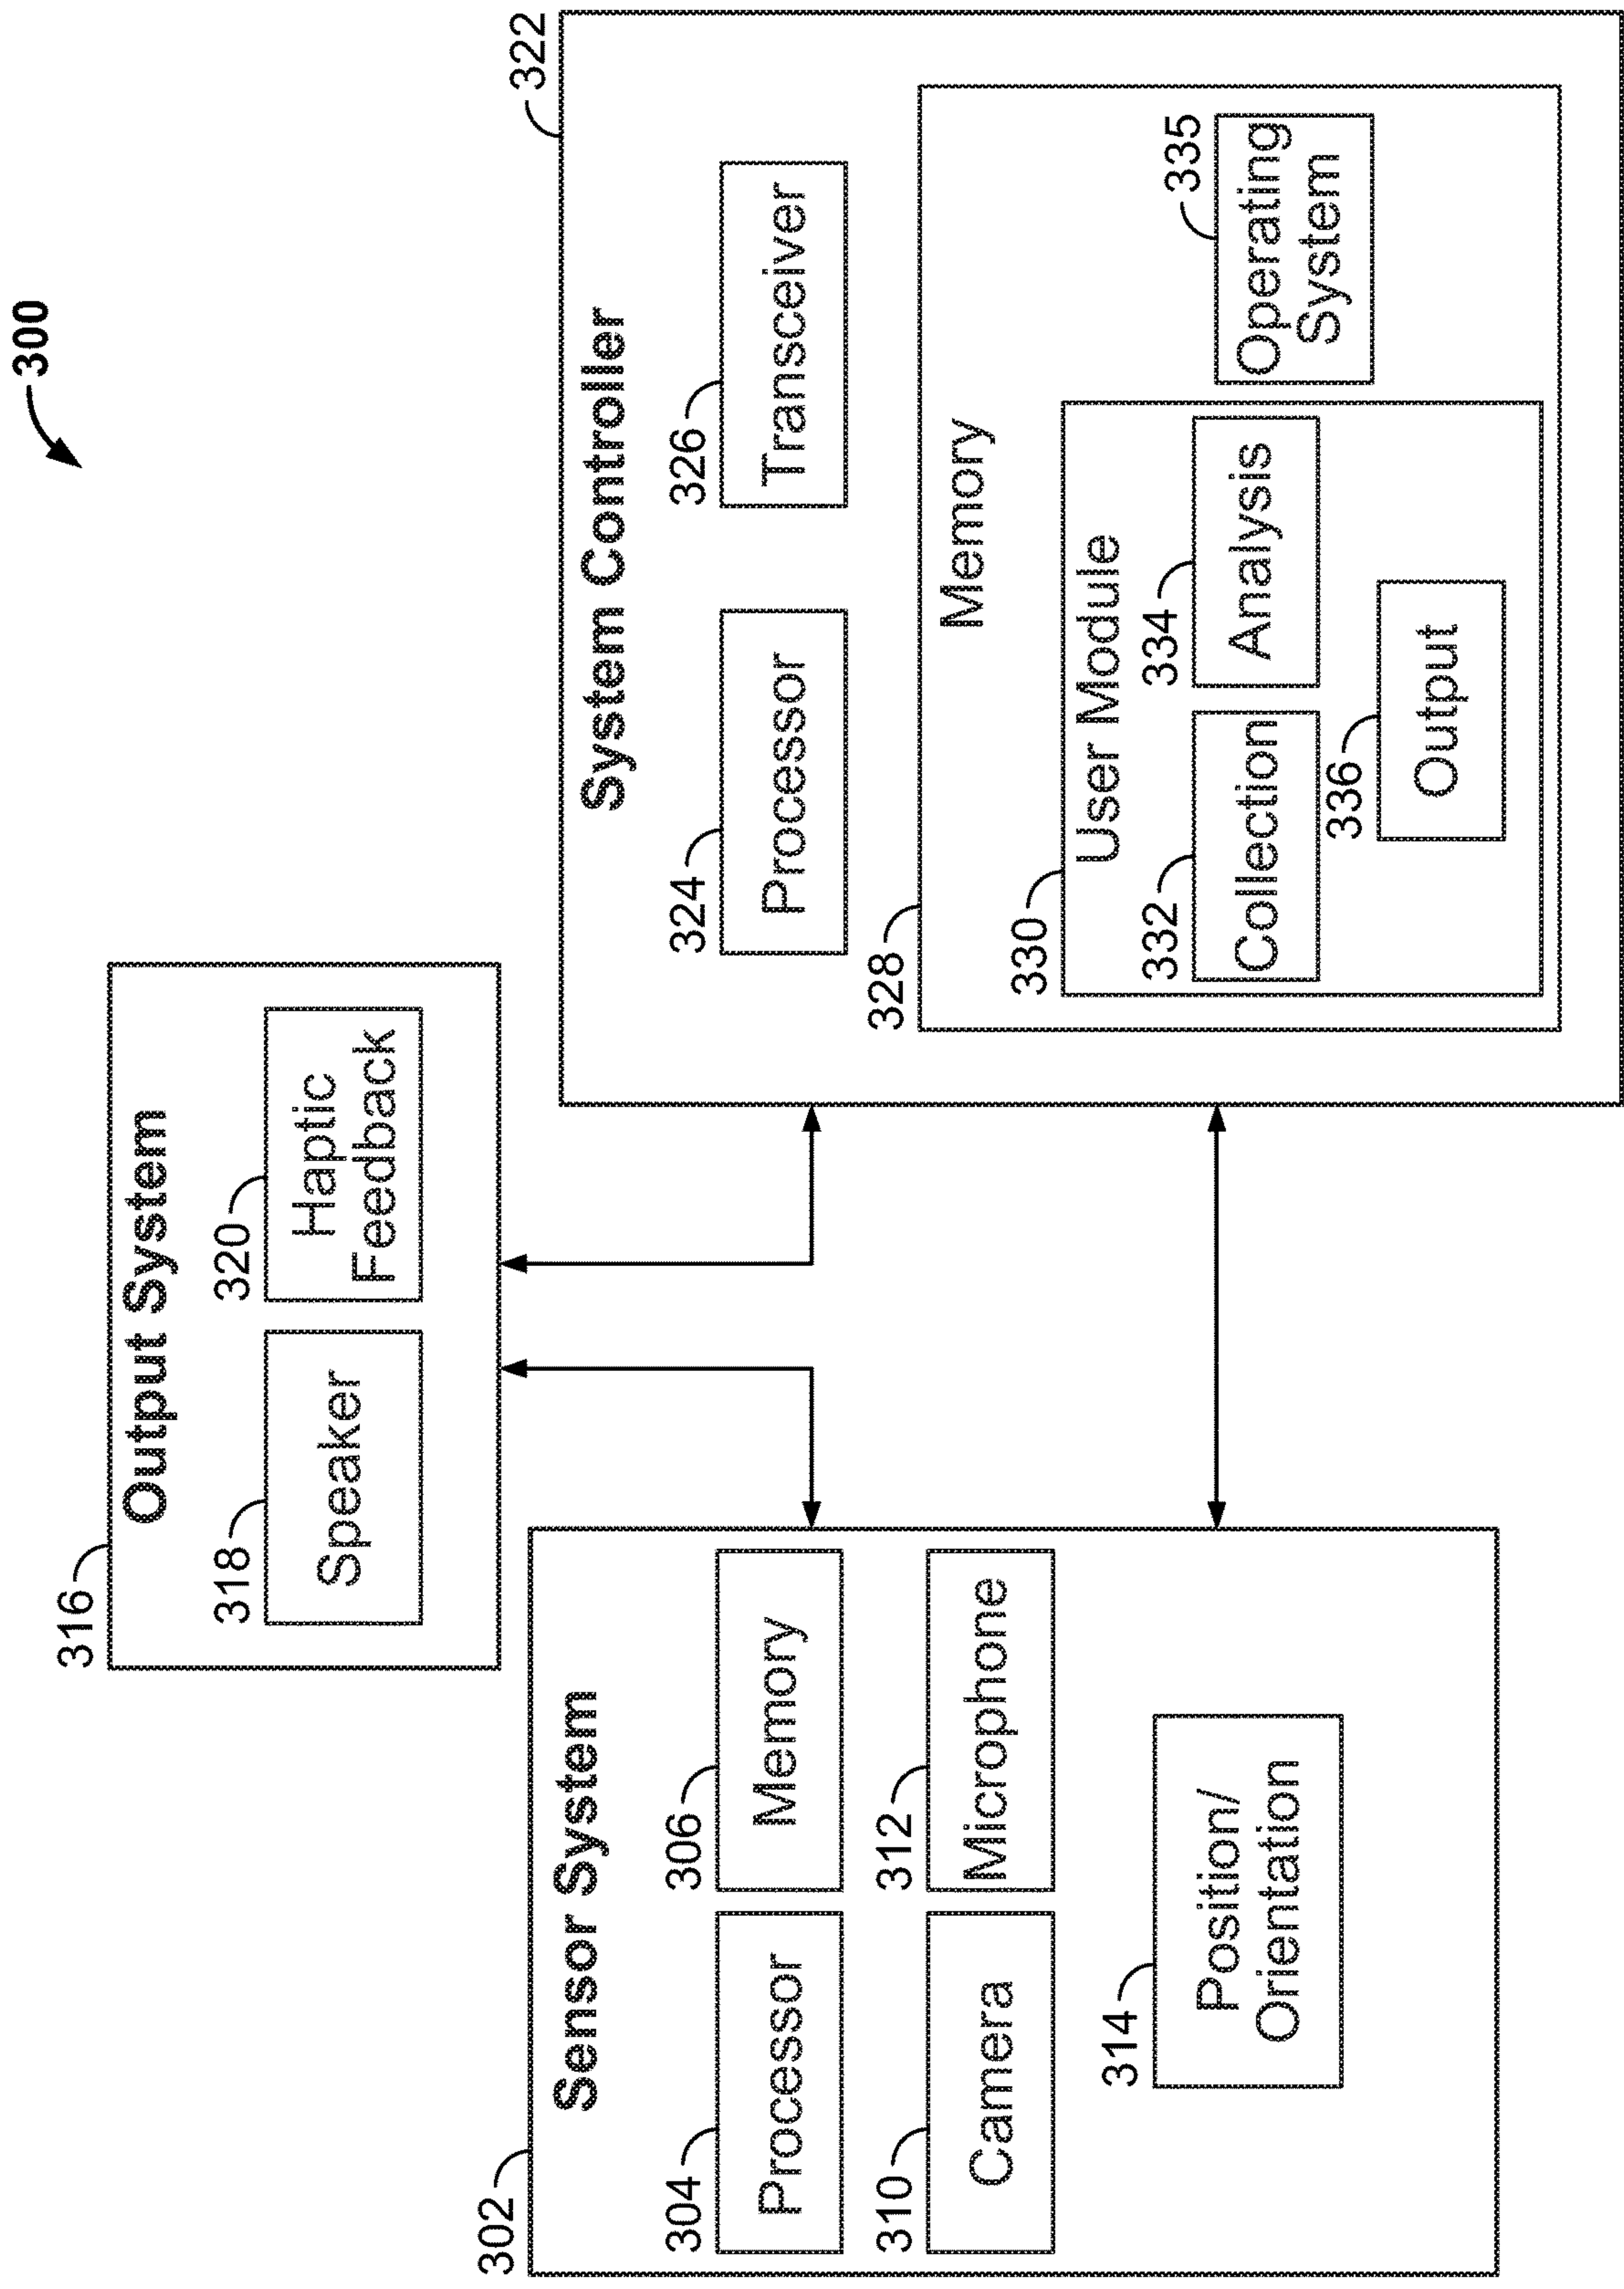 300
316
Output System
318
320
Speaker
Haptic
Feedback
302
Sensor System
304
306
Processor
Memory
310
312
Camera
Microphone
314
Position/
Orientation
322
System Controller
324
326
Processor
Transceiver
328
Memory
330
User Module
332
334
335
Collection
Analysis
Operating
System
336
Output